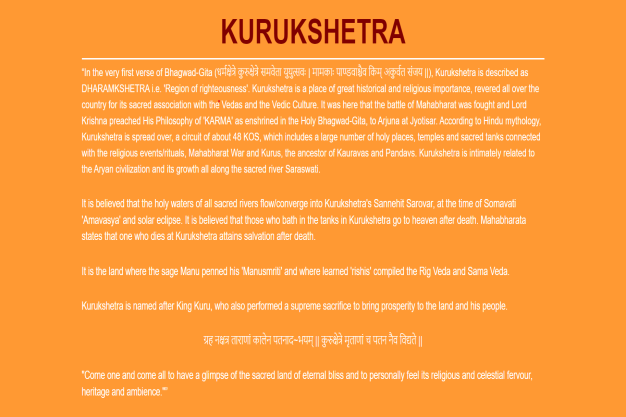 KURUKSHETRA
"In the very first verse of Bhagwad-Gita (धर्मक्षेत्रे कुरुक्षेत्रे समवेता युयुत्सवः | मामकाः पाण्डवाश्चैव किम् अकुर्वत संजय ||), Kurukshetra is described as
DHARAMKSHETRA i.e. 'Region of righteousness'. Kurukshetra is a place of great historical and religious importance, revered all over the
country for its sacred association with the Vedas and the Vedic Culture. It was here that the battle of Mahabharat was fought and Lord
Krishna preached His Philosophy of 'KARMA' as enshrined in the Holy Bhagwad-Gita, to Arjuna at Jyotisar. According to Hindu mythology,
Kurukshetra is spread over, a circuit of about 48 KOS, which includes a large number of holy places, temples and sacred tanks connected
with the religious events/rituals, Mahabharat War and Kurus, the ancestor of Kauravas and Pandavs. Kurukshetra is intimately related to
the Aryan civilization and its growth all along the sacred river Saraswati.
It is believed that the holy waters of all sacred rivers flow/converge into Kurukshetra's Sannehit Sarovar, at the time of Somavati
'Amavasya' and solar eclipse. It is believed that those who bath in the tanks in Kurukshetra go to heaven after death. Mahabharata
states that one who dies at Kurukshetra attains salvation after death.
It is the land where the sage Manu penned his 'Manusmriti' and where learned 'rishis' compiled the Rig Veda and Sama Veda.
Kurukshetra is named after King Kuru, who also performed a supreme sacrifice to bring prosperity to the land and his people.
ग्रह नक्षत्र ताराणां कालेन पतनाद~भयम् || कुरुक्षेत्रे मृतानां च पतन नैव विद्यते ||
"Come one and come all to have a glimpse of the sacred land of eternal bliss and to personally feel its religious and celestial fervour,
heritage and ambience.""